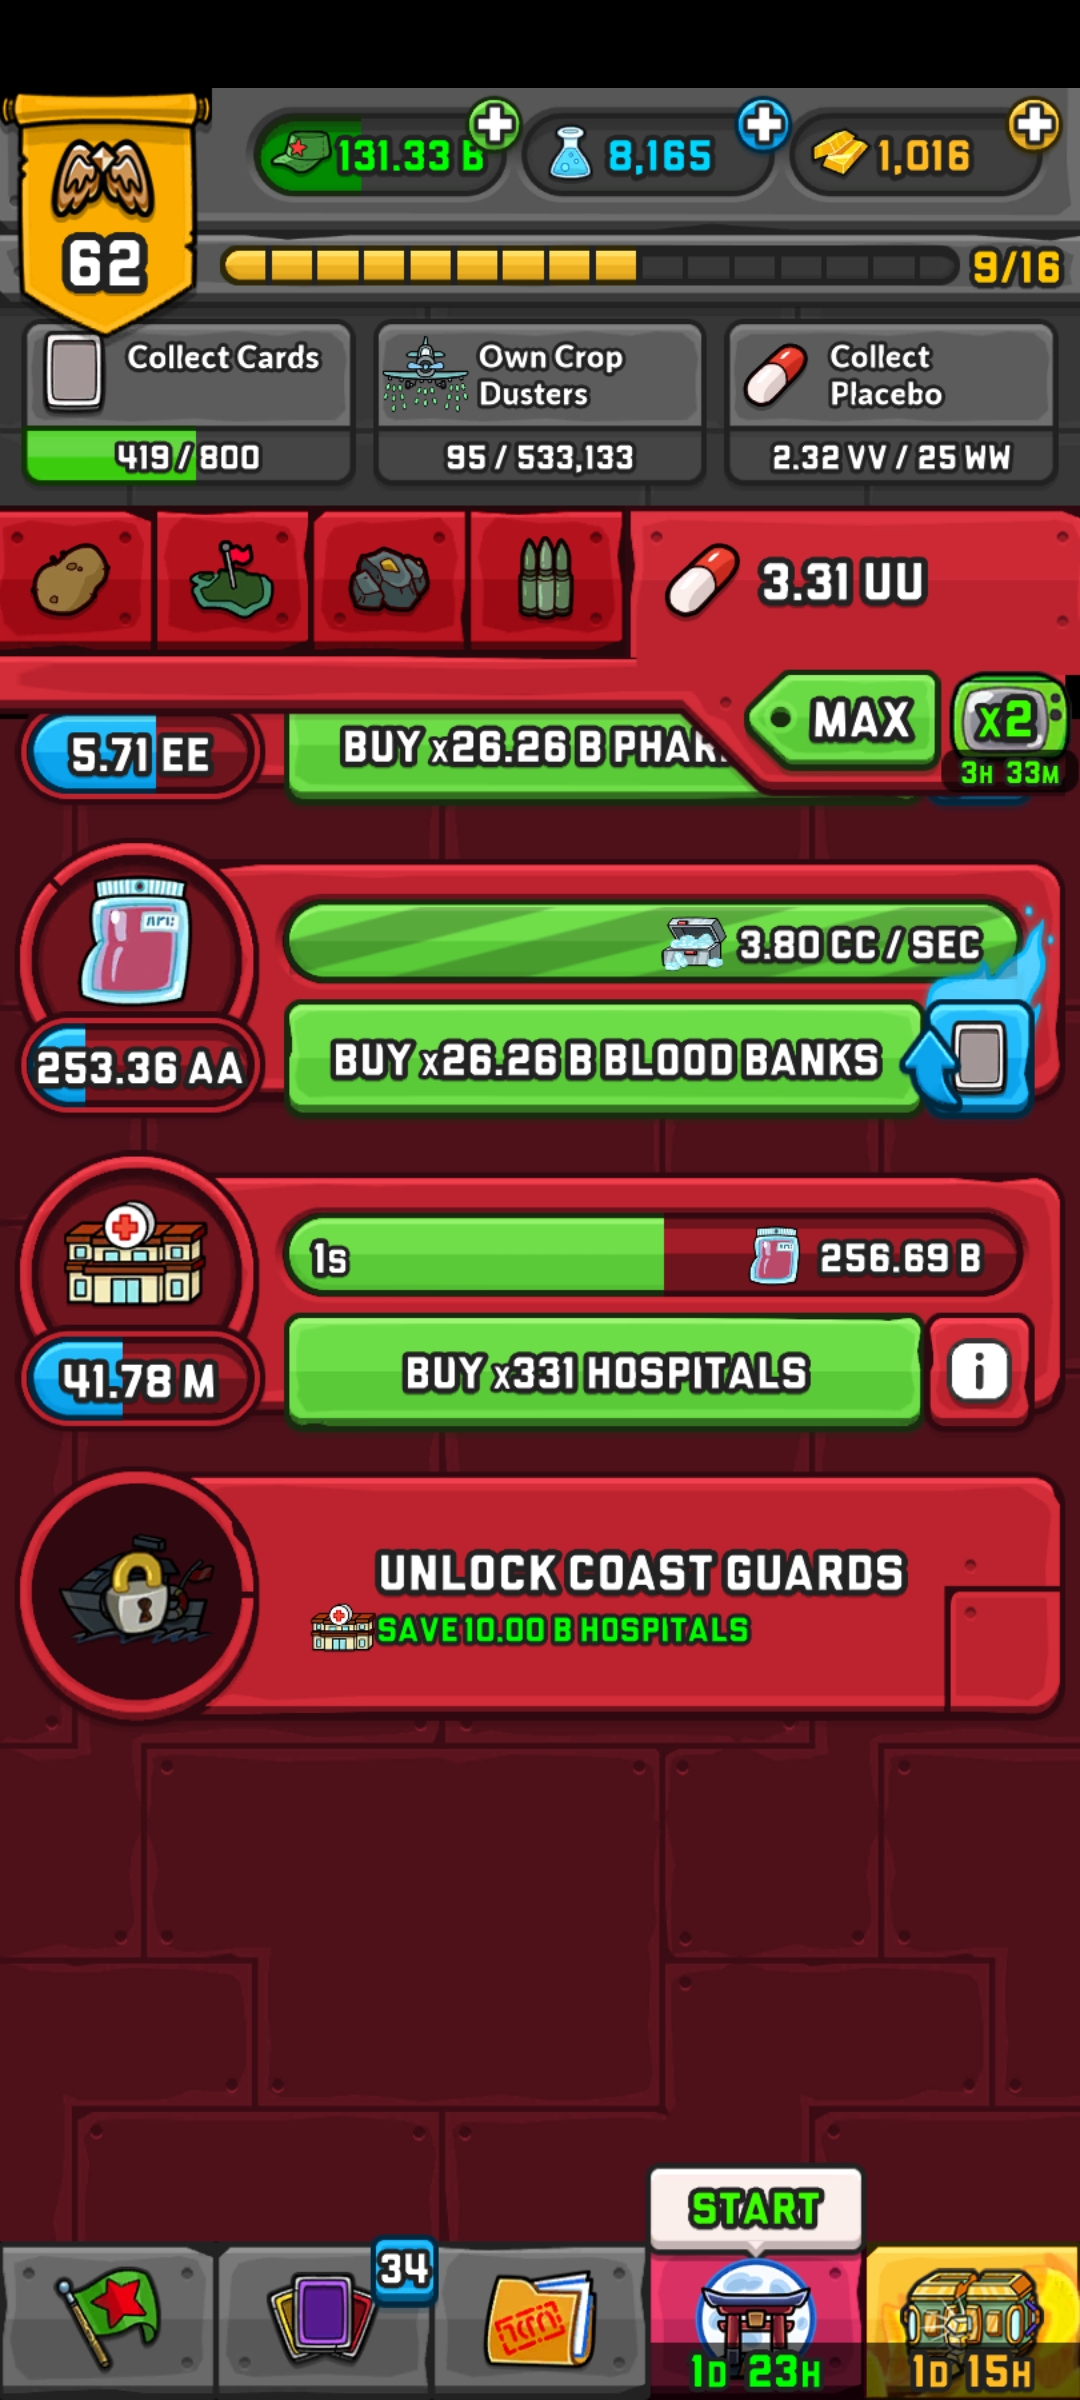 131.33 B
8,165
1,016
62
9/16
Collect Cards
419 / 800
Own Crop
Dusters
95 / 533,133
Collect
Placebo
2.32 VV / 25 WW
3.31 UU
MAX
x2
3H 33M
5.71 EE
BUY x26.26 B PHAR
3.80 CC / SEC
253.36 AA
BUY x26.26 B BLOOD BANKS
1s
256.69 B
41.78 M
BUY x331 HOSPITALS
i
UNLOCK COAST GUARDS
SAVE 10.00 B HOSPITALS
START
34
1D 23H
1D 15H